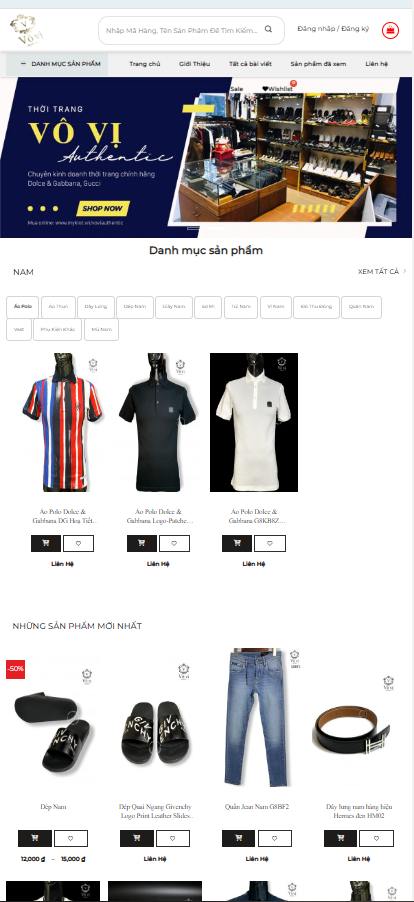 Vô vị
Nhập Mã Hàng, Tên Sản Phẩm Để Tìm Kiếm...
Đăng nhập / Đăng ký
DANH MỤC SẢN PHẨM
Trang chủ
Giới Thiệu
Tất cả bài viết
Sản phẩm đã xem
Liên hệ
Sale
Wishlist
0
THỜI TRANG
VÔ VỊ
Authentic
Chuyên kinh doanh thời trang chính hãng
Dolce & Gabbana, Gucci
SHOP NOW
Danh mục sản phẩm
NAM
XEM TẤT CẢ
Áo Polo
Áo Thun
Dây Lưng
Dép Nam
Giày Nam
Sơ Mi
Túi Nam
Ví Nam
Đồ Thu Đông
Quần Nam
Vest
Phụ Kiện Khác
Mũ Nam
Áo Polo Dolce &
Gabbana DG Hoạ Tiết...
Áo Polo Dolce &
Gabbana Logo-Patche...
Áo Polo Dolce &
Gabbana G8KB8Z...
Liên Hệ
Liên Hệ
Liên Hệ
NHỮNG SẢN PHẨM MỚI NHẤT
-50%
Dép Nam
Dép Quai Ngang Givenchy
Logo Print Leather Slides...
Quần Jean Nam G8BF2
Dây lưng nam hàng hiệu
Hermes đen HM02
12,000 ₫ – 15,000 ₫
Liên Hệ
Liên Hệ
Liên Hệ